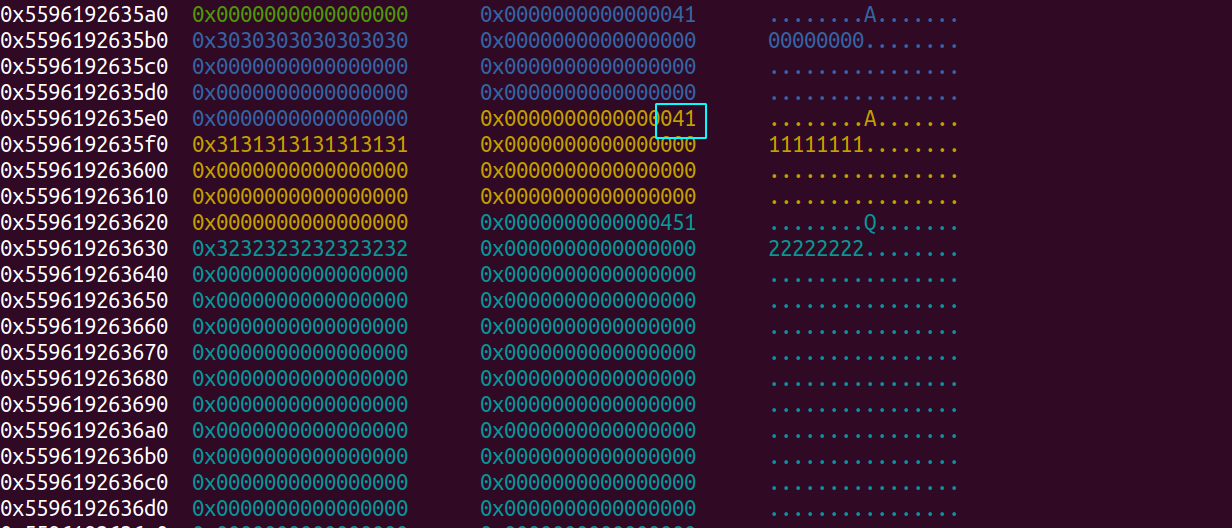 0x5596192635a0 0x0000000000000000 0x0000000000000041 ........A.......
0x5596192635b0 0x3030303030303030 0x0000000000000000 00000000........
0x5596192635c0 0x0000000000000000 0x0000000000000000 ................
0x5596192635d0 0x0000000000000000 0x0000000000000000 ................
0x5596192635e0 0x0000000000000000 0x0000000000000041 ........A.......
0x5596192635f0 0x3131313131313131 0x0000000000000000 11111111........
0x559619263600 0x0000000000000000 0x0000000000000000 ................
0x559619263610 0x0000000000000000 0x0000000000000000 ................
0x559619263620 0x0000000000000000 0x0000000000000451 ........Q.......
0x559619263630 0x3232323232323232 0x0000000000000000 22222222........
0x559619263640 0x0000000000000000 0x0000000000000000 ................
0x559619263650 0x0000000000000000 0x0000000000000000 ................
0x559619263660 0x0000000000000000 0x0000000000000000 ................
0x559619263670 0x0000000000000000 0x0000000000000000 ................
0x559619263680 0x0000000000000000 0x0000000000000000 ................
0x559619263690 0x0000000000000000 0x0000000000000000 ................
0x5596192636a0 0x0000000000000000 0x0000000000000000 ................
0x5596192636b0 0x0000000000000000 0x0000000000000000 ................
0x5596192636c0 0x0000000000000000 0x0000000000000000 ................
0x5596192636d0 0x0000000000000000 0x0000000000000000 ................